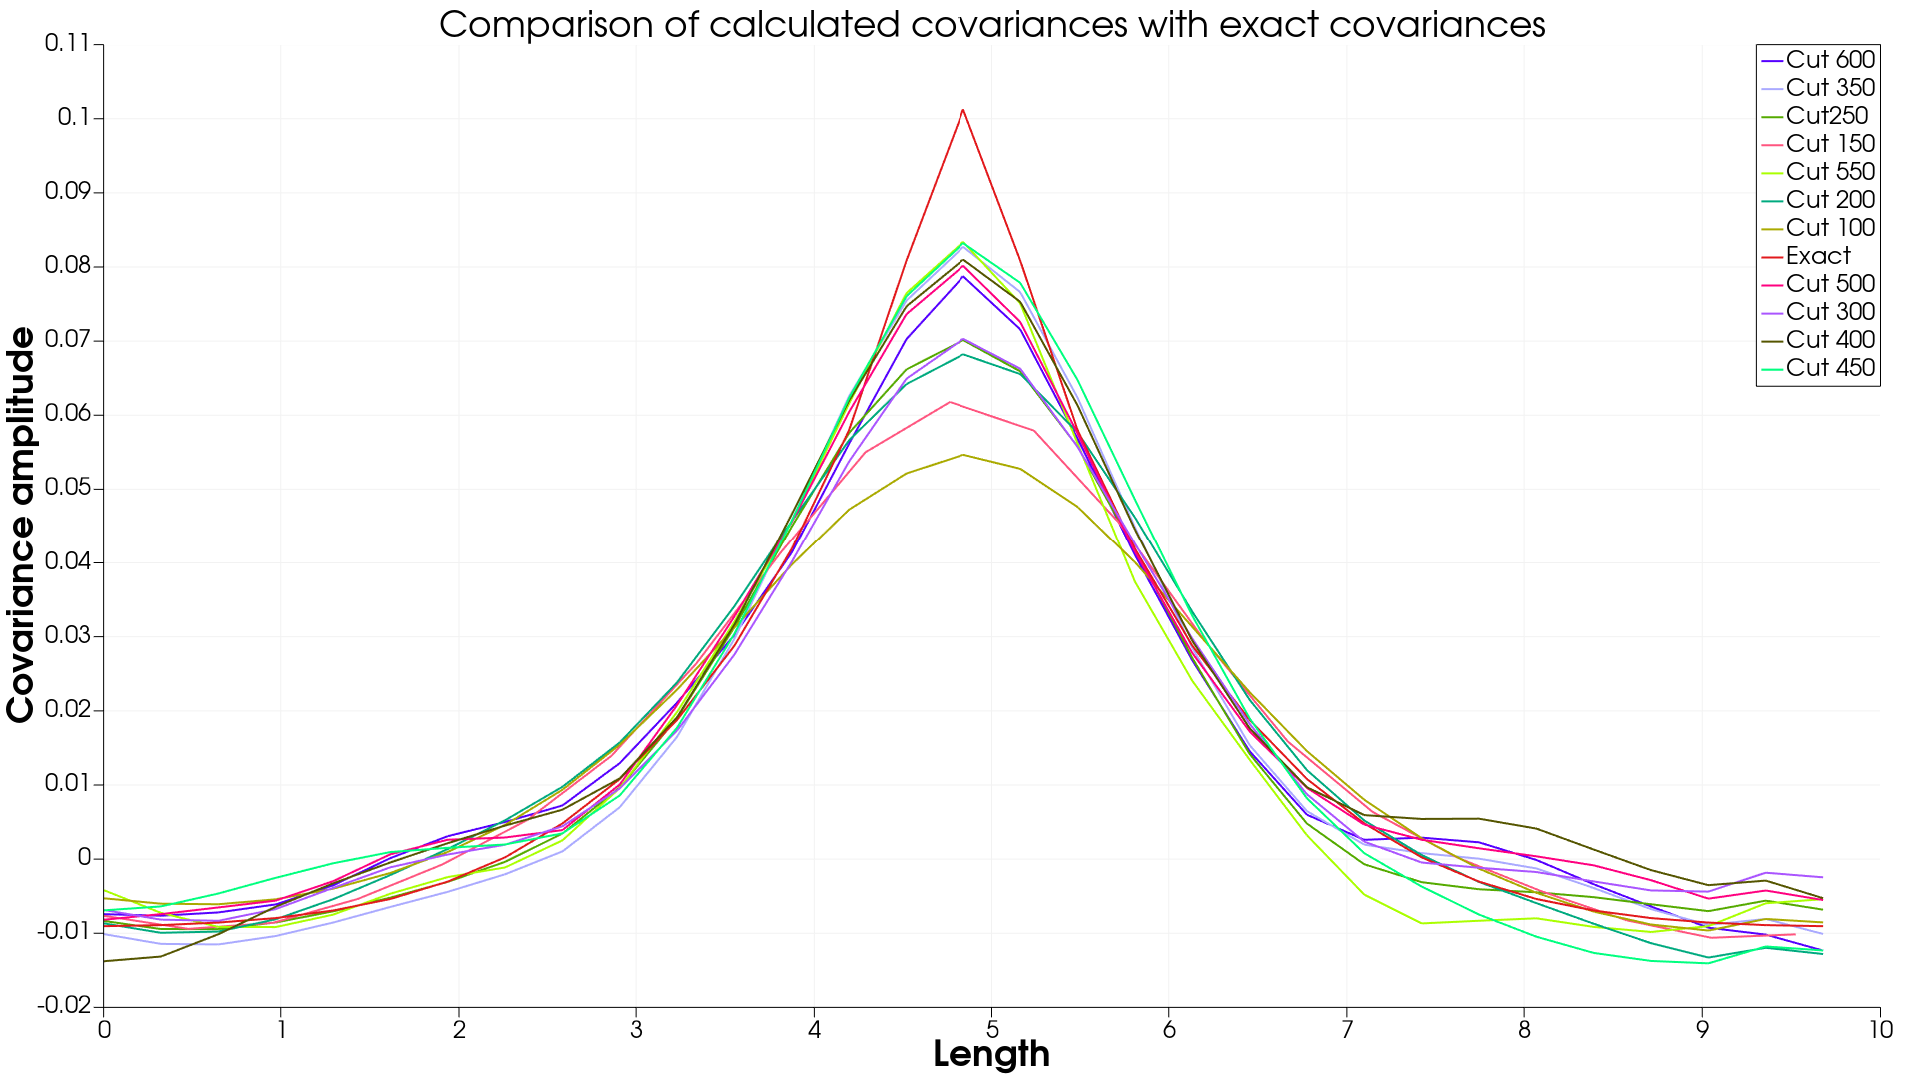 Comparison of calculated covariances with exact covariances
0.11
0.1
0.09
0.08
0.07
0.06
0.05
0.04
0.03
0.02
0.01
0
-0.01
-0.02
Covariance amplitude
0 1 2 3 4 5 6 7 8 9 10
Length
Cut 600
Cut 350
Cut250
Cut 150
Cut 550
Cut 200
Cut 100
Exact
Cut 500
Cut 300
Cut 400
Cut 450